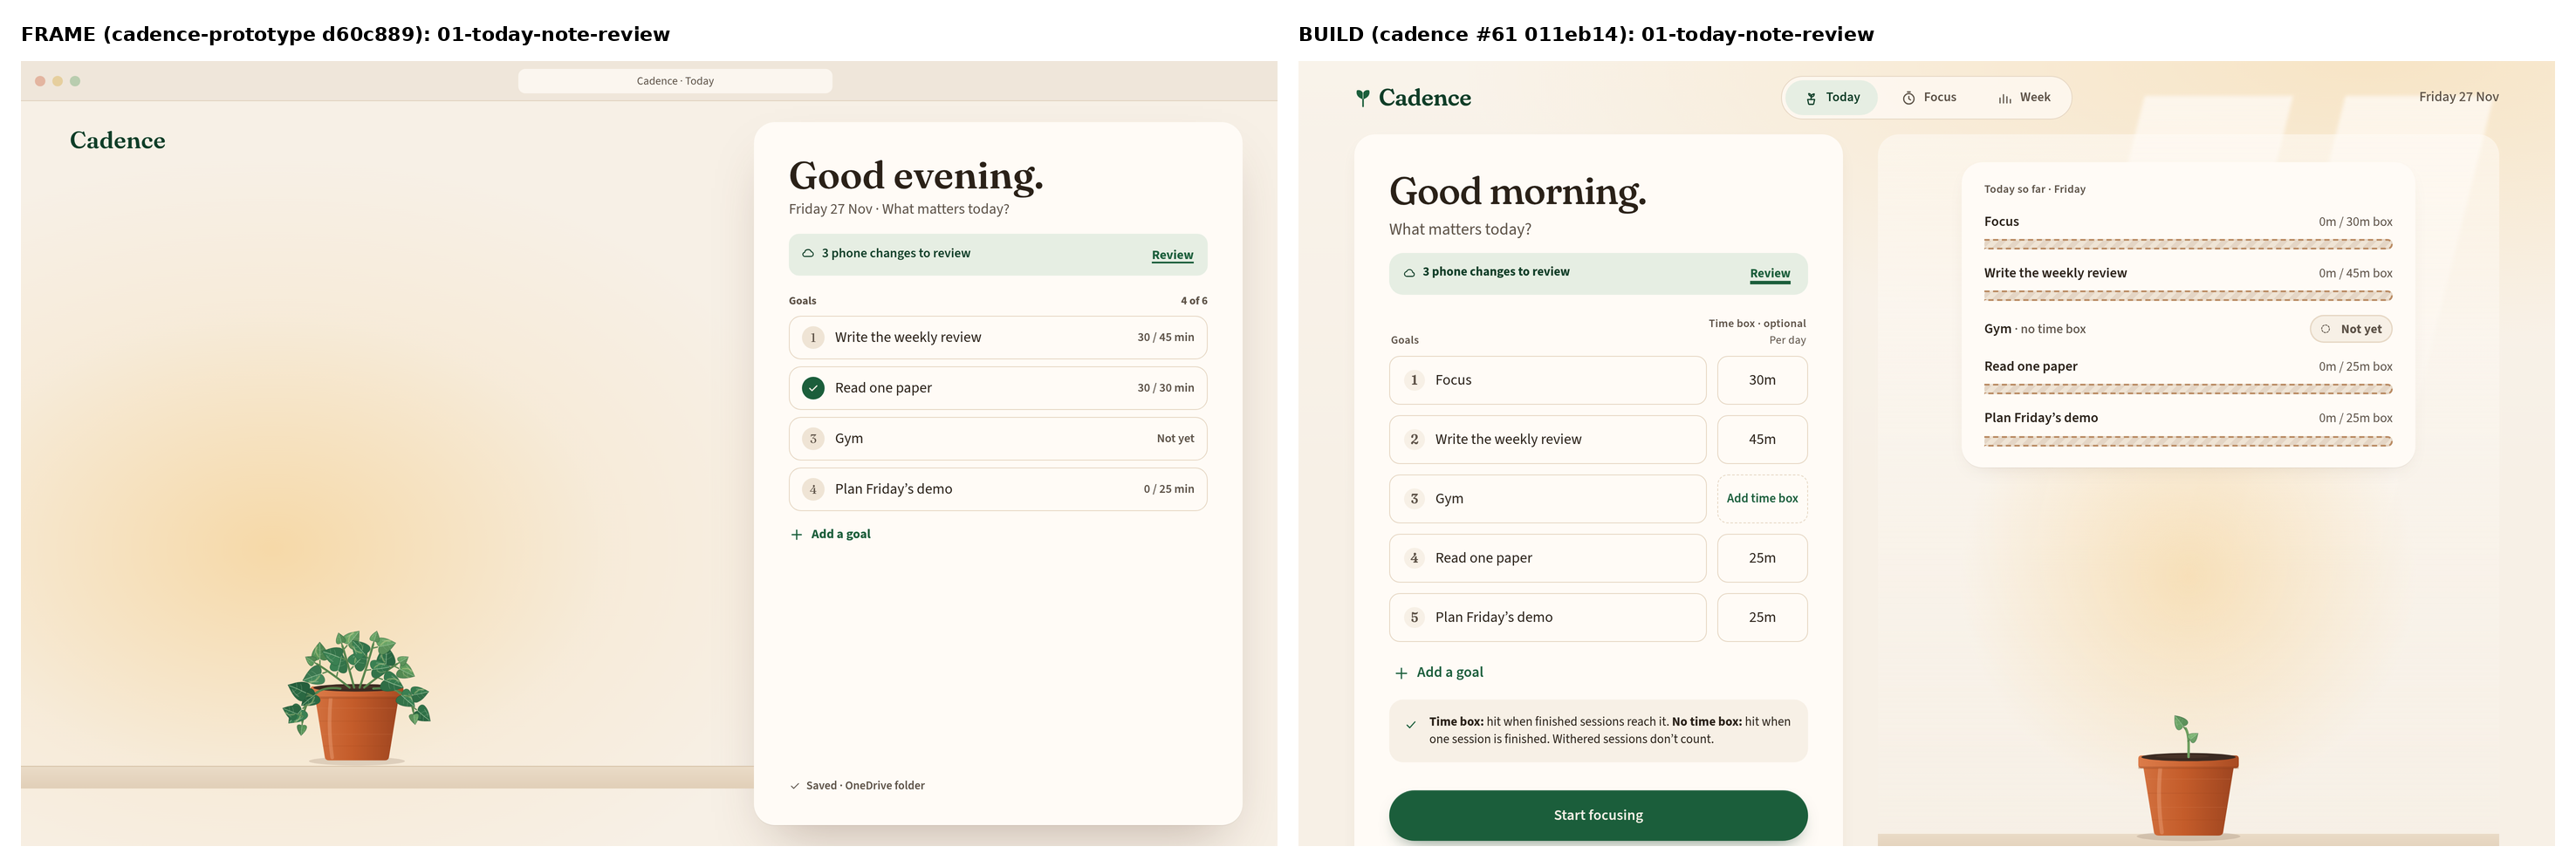 FRAME (cadence-prototype d60c889): 01-today-note-review
Cadence · Today
Cadence
Good evening.
Friday 27 Nov · What matters today?
3 phone changes to review Review
Goals 4 of 6
1 Write the weekly review 30 / 45 min
Read one paper 30 / 30 min
3 Gym Not yet
4 Plan Friday’s demo 0 / 25 min
Add a goal
Saved · OneDrive folder
BUILD (cadence #61 011eb14): 01-today-note-review
Cadence Today Focus Week Friday 27 Nov
Good morning.
What matters today?
3 phone changes to review Review
Time box · optional
Goals Per day
1 Focus 30m
2 Write the weekly review 45m
3 Gym Add time box
4 Read one paper 25m
5 Plan Friday’s demo 25m
Add a goal
Time box: hit when finished sessions reach it. No time box: hit when
one session is finished. Withered sessions don’t count.
Start focusing
Today so far · Friday
Focus 0m / 30m box
Write the weekly review 0m / 45m box
Gym · no time box Not yet
Read one paper 0m / 25m box
Plan Friday’s demo 0m / 25m box